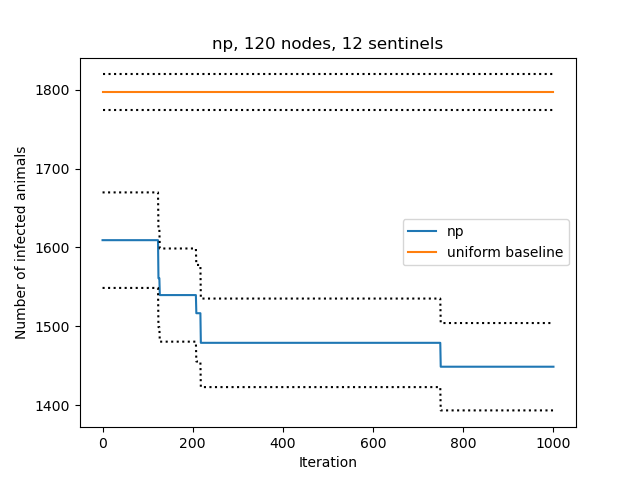 np, 120 nodes, 12 sentinels
1800
1700
1600
1500
1400
Number of infected animals
np
uniform baseline
0
200
400
600
800
1000
Iteration